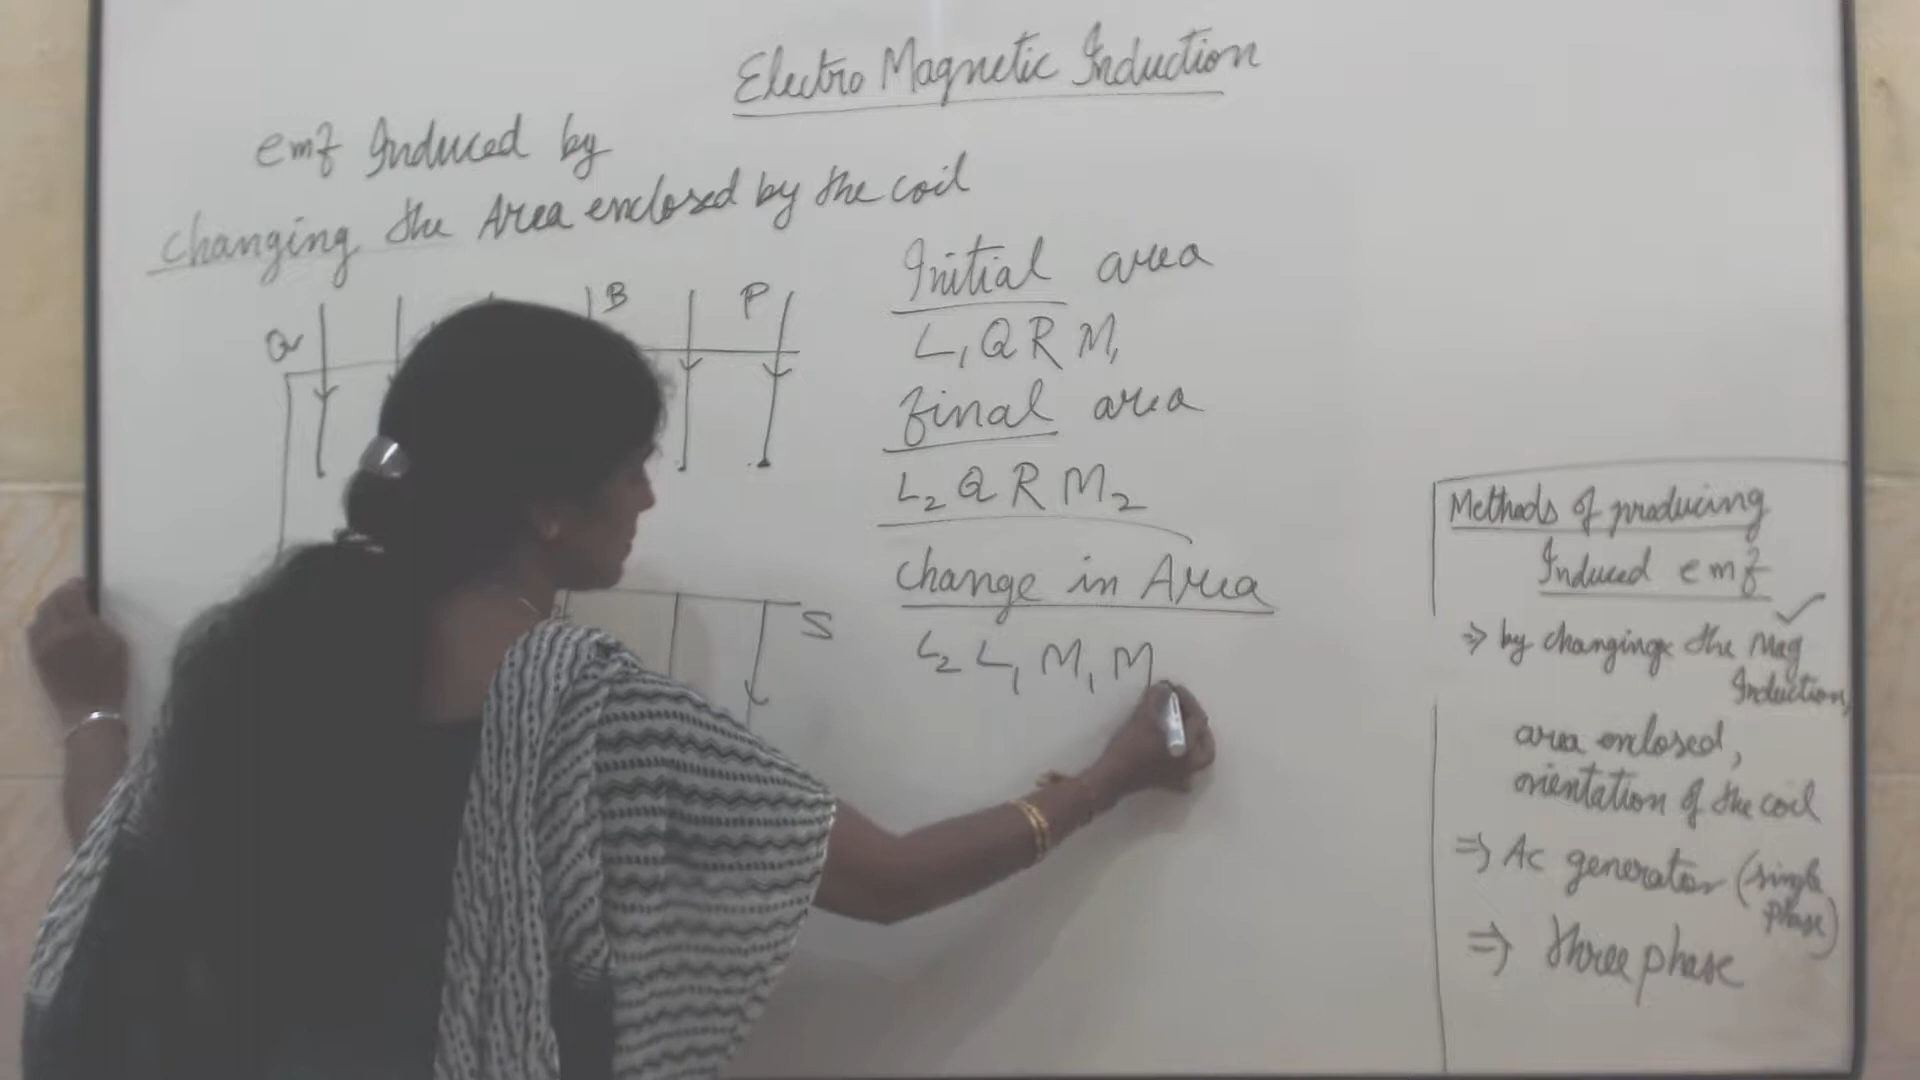 Electro Magnetic Induction
emf Induced by
changing the Area enclosed by the coil
Q
B
P
S
Initial area
L₁ Q R M₁
final area
L₂ Q R M₂
Change in Area
L₂ L₁ M₁ M
Methods of producing
Induced emf
⇒ by changing the Mag ✓
Induction,
area enclosed,
orientation of the coil
⇒ Ac generator (single
phase)
⇒ three phase